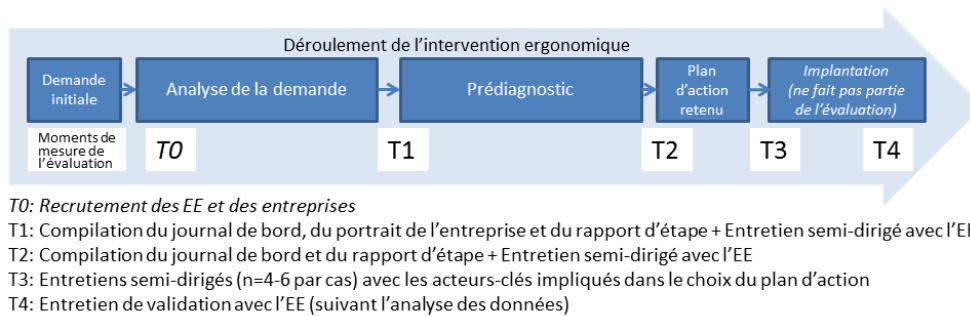 Déroulement de l'intervention ergonomique
Demande
initiale
Analyse de la demande
Prédiagnostic
Plan
d'action
retenu
Implantation
(ne fait pas partie
de l'évaluation)
Moments de
mesure de
l'évaluation
T0
T1
T2
T3
T4
T0: Recrutement des EE et des entreprises
T1: Compilation du journal de bord, du portrait de l'entreprise et du rapport d'étape + Entretien semi-dirigé avec l'EE
T2: Compilation du journal de bord et du rapport d'étape + Entretien semi-dirigé avec l'EE
T3: Entretiens semi-dirigés (n=4-6 par cas) avec les acteurs-clés impliqués dans le choix du plan d'action
T4: Entretien de validation avec l'EE (suivant l'analyse des données)